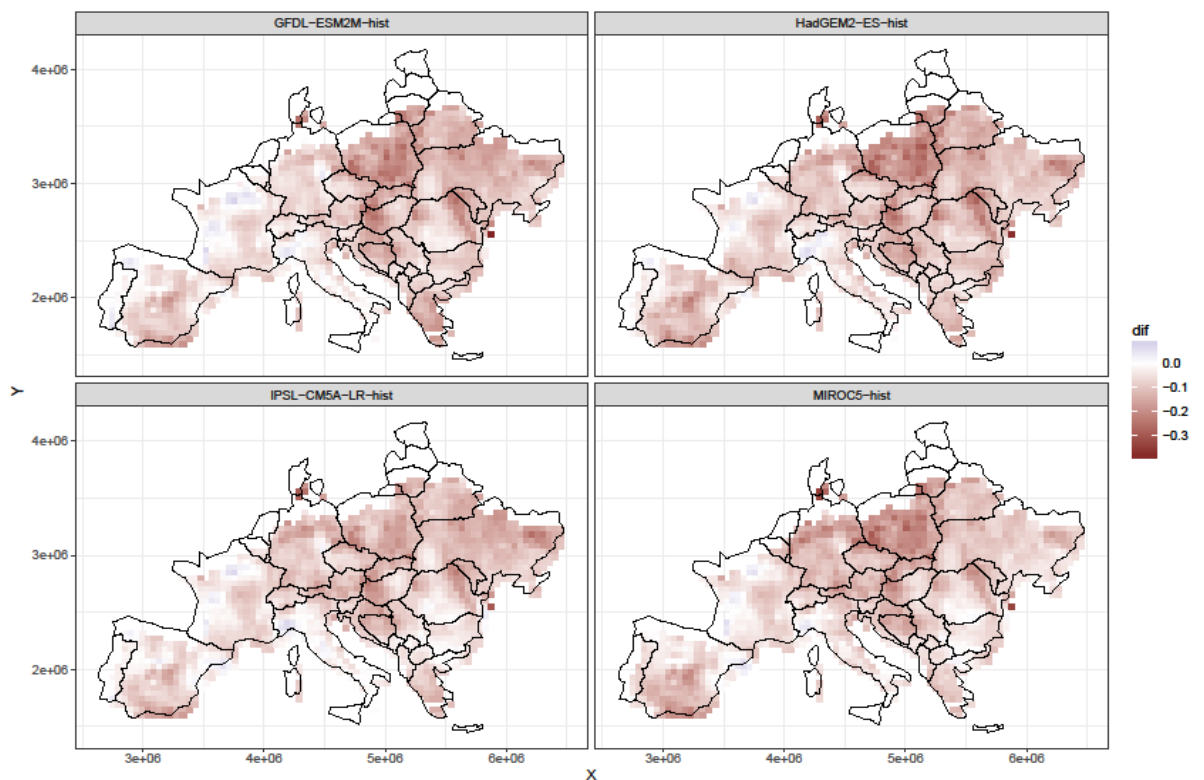 GFDL−ESM2M−hist
HadGEM2−ES−hist
4e+06
3e+06
2e+06
IPSL−CM5A−LR−hist
MIROC5−hist
4e+06
3e+06
2e+06
3e+06
4e+06
5e+06
6e+06
3e+06
4e+06
5e+06
6e+06
X
Y
dif
0.0
−0.1
−0.2
−0.3